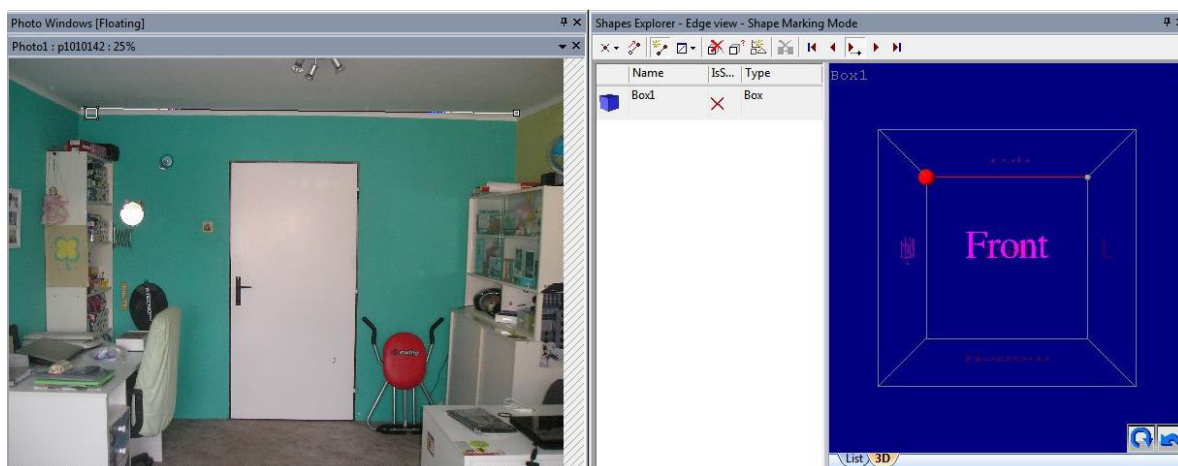 Photo Windows [Floating]
Photo1 : p1010142 : 25%
Shapes Explorer - Edge view - Shape Marking Mode
Name IsS... Type
Box1 Box
Box1
Front
List 3D